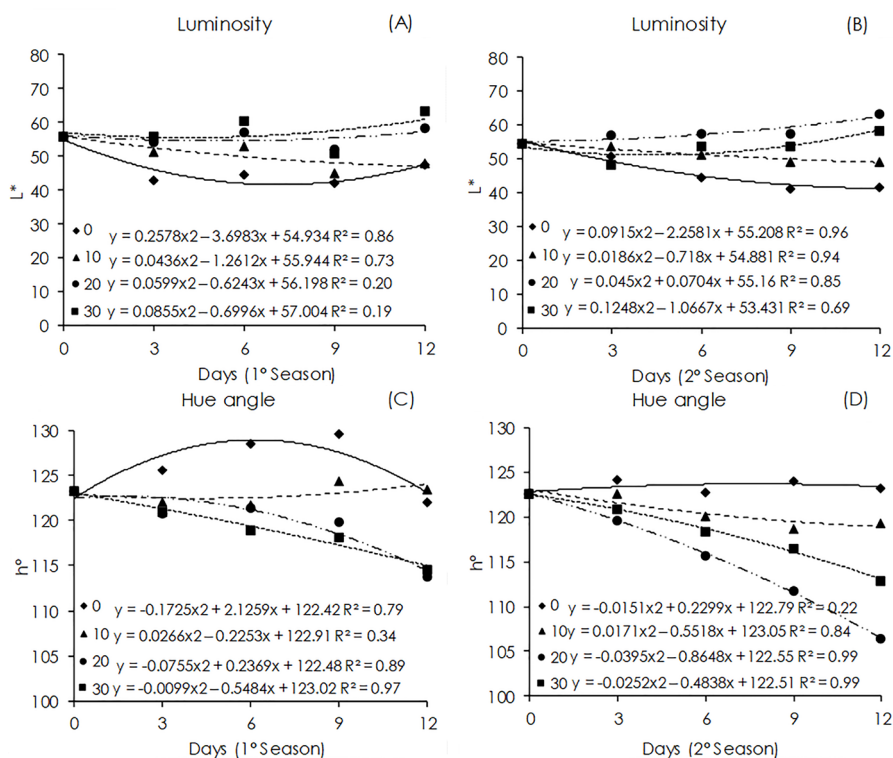 Luminosity (A)
80
70
60
50
40
30
20
10
0
L*
0 y = 0.2578x2 – 3.6983x + 54.934 R² = 0.86
10 y = 0.0436x2 – 1.2612x + 55.944 R² = 0.73
20 y = 0.0599x2 – 0.6243x + 56.198 R² = 0.20
30 y = 0.0855x2 – 0.6996x + 57.004 R² = 0.19
0 3 6 9 12
Days (1º Season)
Luminosity (B)
80
70
60
50
40
30
20
10
0
L*
0 y = 0.0915x2 – 2.2581x + 55.208 R² = 0.96
10 y = 0.0186x2 – 0.718x + 54.881 R² = 0.94
20 y = 0.045x2 + 0.0704x + 55.16 R² = 0.85
30 y = 0.1248x2 – 1.0667x + 53.431 R² = 0.69
0 3 6 9 12
Days (2º Season)
Hue angle (C)
130
125
120
115
110
105
100
hº
0 y = -0.1725x2 + 2.1259x + 122.42 R² = 0.79
10 y = 0.0266x2 – 0.2253x + 122.91 R² = 0.34
20 y = -0.0755x2 + 0.2369x + 122.48 R² = 0.89
30 y = -0.0099x2 – 0.5484x + 123.02 R² = 0.97
0 3 6 9 12
Days (1º Season)
Hue angle (D)
130
125
120
115
110
105
100
hº
0 y = -0.0151x2 + 0.2299x + 122.79 R² = 0.22
10y = 0.0171x2 – 0.5518x + 123.05 R² = 0.84
20 y = -0.0395x2 – 0.8648x + 122.55 R² = 0.99
30 y = -0.0252x2 – 0.4838x + 122.51 R² = 0.99
0 3 6 9 12
Days (2º Season)